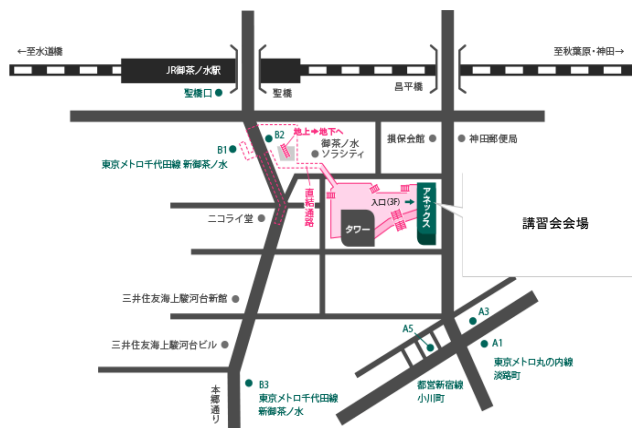 ←至水道橋
至秋葉原・神田→
JR御茶ノ水駅
聖橋口
聖橋
昌平橋
B1
B2
地上→地下へ
御茶ノ水
ソラシティ
損保会館
神田郵便局
東京メトロ千代田線 新御茶ノ水
直結通路
入口(3F)
アネックス
タワー
講習会会場
ニコライ堂
三井住友海上駿河台新館
三井住友海上駿河台ビル
A5
A3
A1
東京メトロ丸の内線
淡路町
都営新宿線
小川町
B3
東京メトロ千代田線
新御茶ノ水
本郷通り